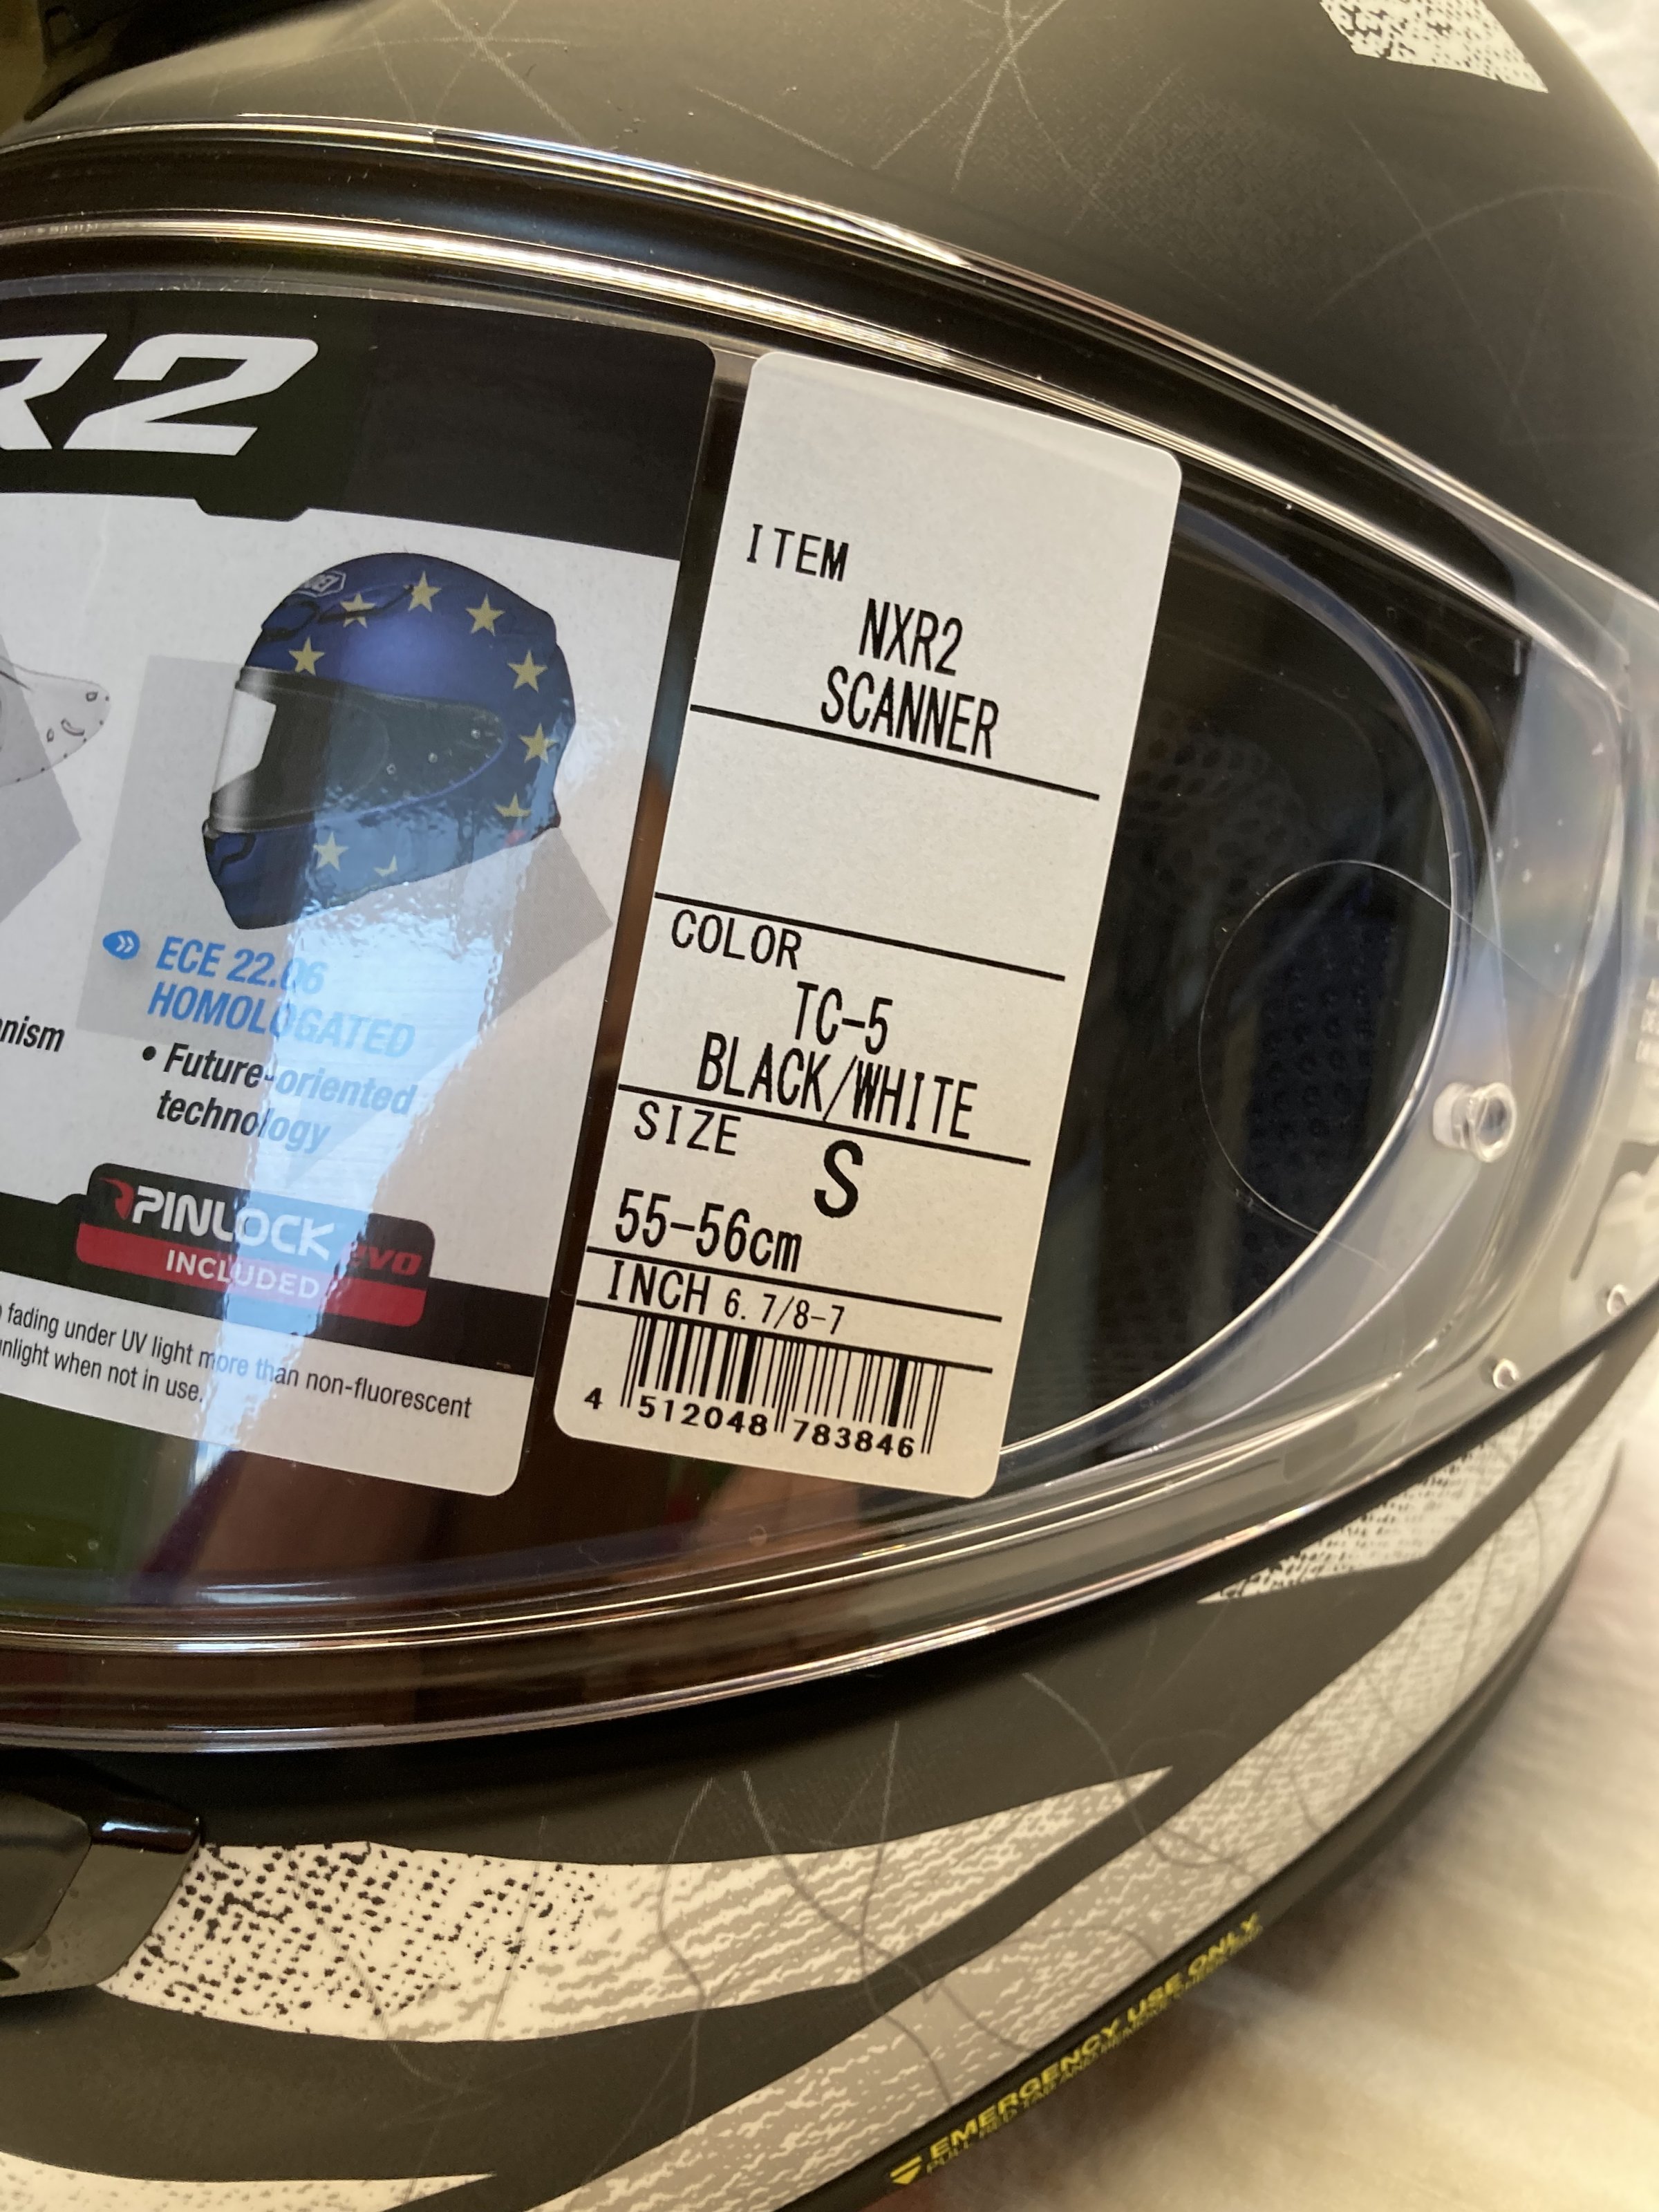 R2
ECE 22.06
HOMOLOGATED
• Future-oriented
technology
nism
PINLOCK evo
INCLUDED
fading under UV light more than non-fluorescent
nlight when not in use.
ITEM
NXR2
SCANNER
COLOR
TC-5
BLACK/WHITE
SIZE S
55-56cm
INCH 6. 7/8-7
4 512048 783846
EMERGENCY USE ONLY